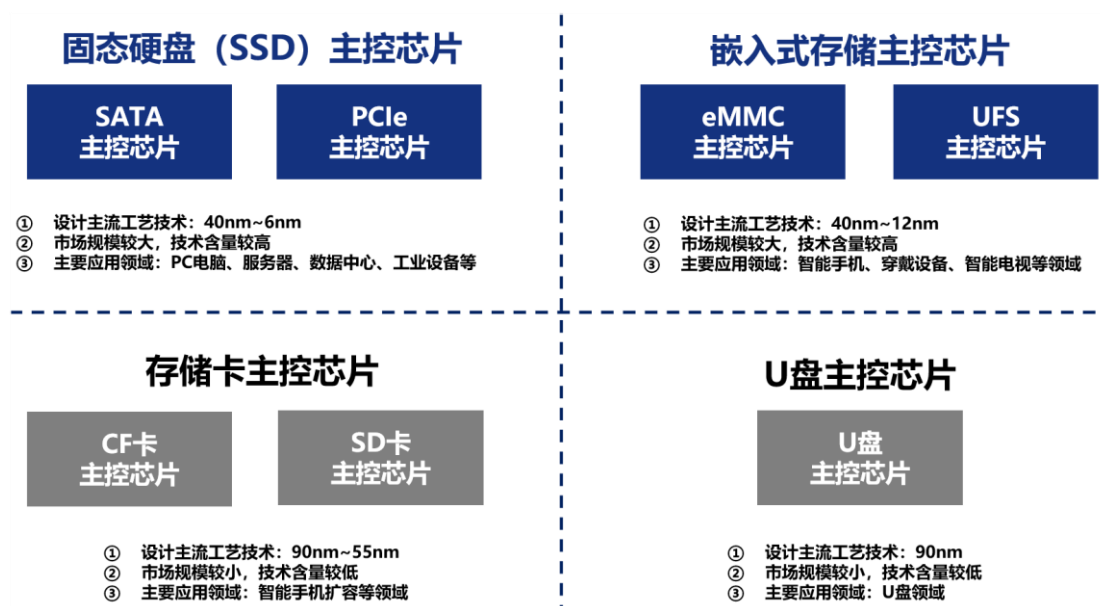 固态硬盘（SSD）主控芯片
SATA
主控芯片
PCIe
主控芯片
① 设计主流工艺技术：40nm~6nm
② 市场规模较大，技术含量较高
③ 主要应用领域：PC电脑、服务器、数据中心、工业设备等
嵌入式存储主控芯片
eMMC
主控芯片
UFS
主控芯片
① 设计主流工艺技术：40nm~12nm
② 市场规模较大，技术含量较高
③ 主要应用领域：智能手机、穿戴设备、智能电视等领域
存储卡主控芯片
CF卡
主控芯片
SD卡
主控芯片
① 设计主流工艺技术：90nm~55nm
② 市场规模较小，技术含量较低
③ 主要应用领域：智能手机扩容等领域
U盘主控芯片
U盘
主控芯片
① 设计主流工艺技术：90nm
② 市场规模较小，技术含量较低
③ 主要应用领域：U盘领域